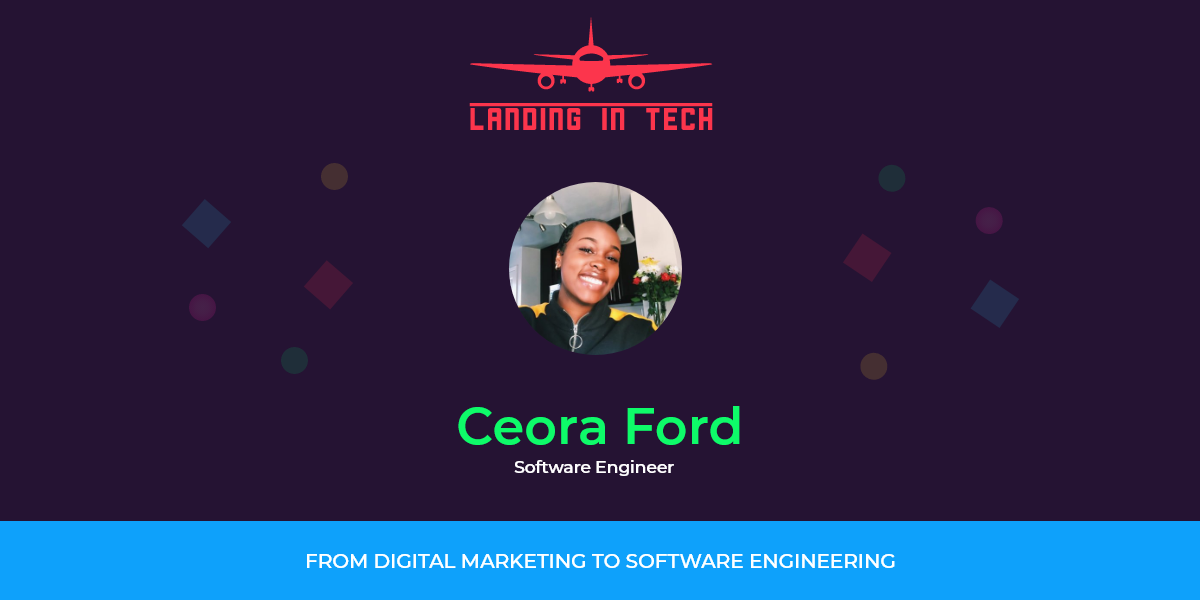 LANDING IN TECH
Ceora Ford
Software Engineer
FROM DIGITAL MARKETING TO SOFTWARE ENGINEERING